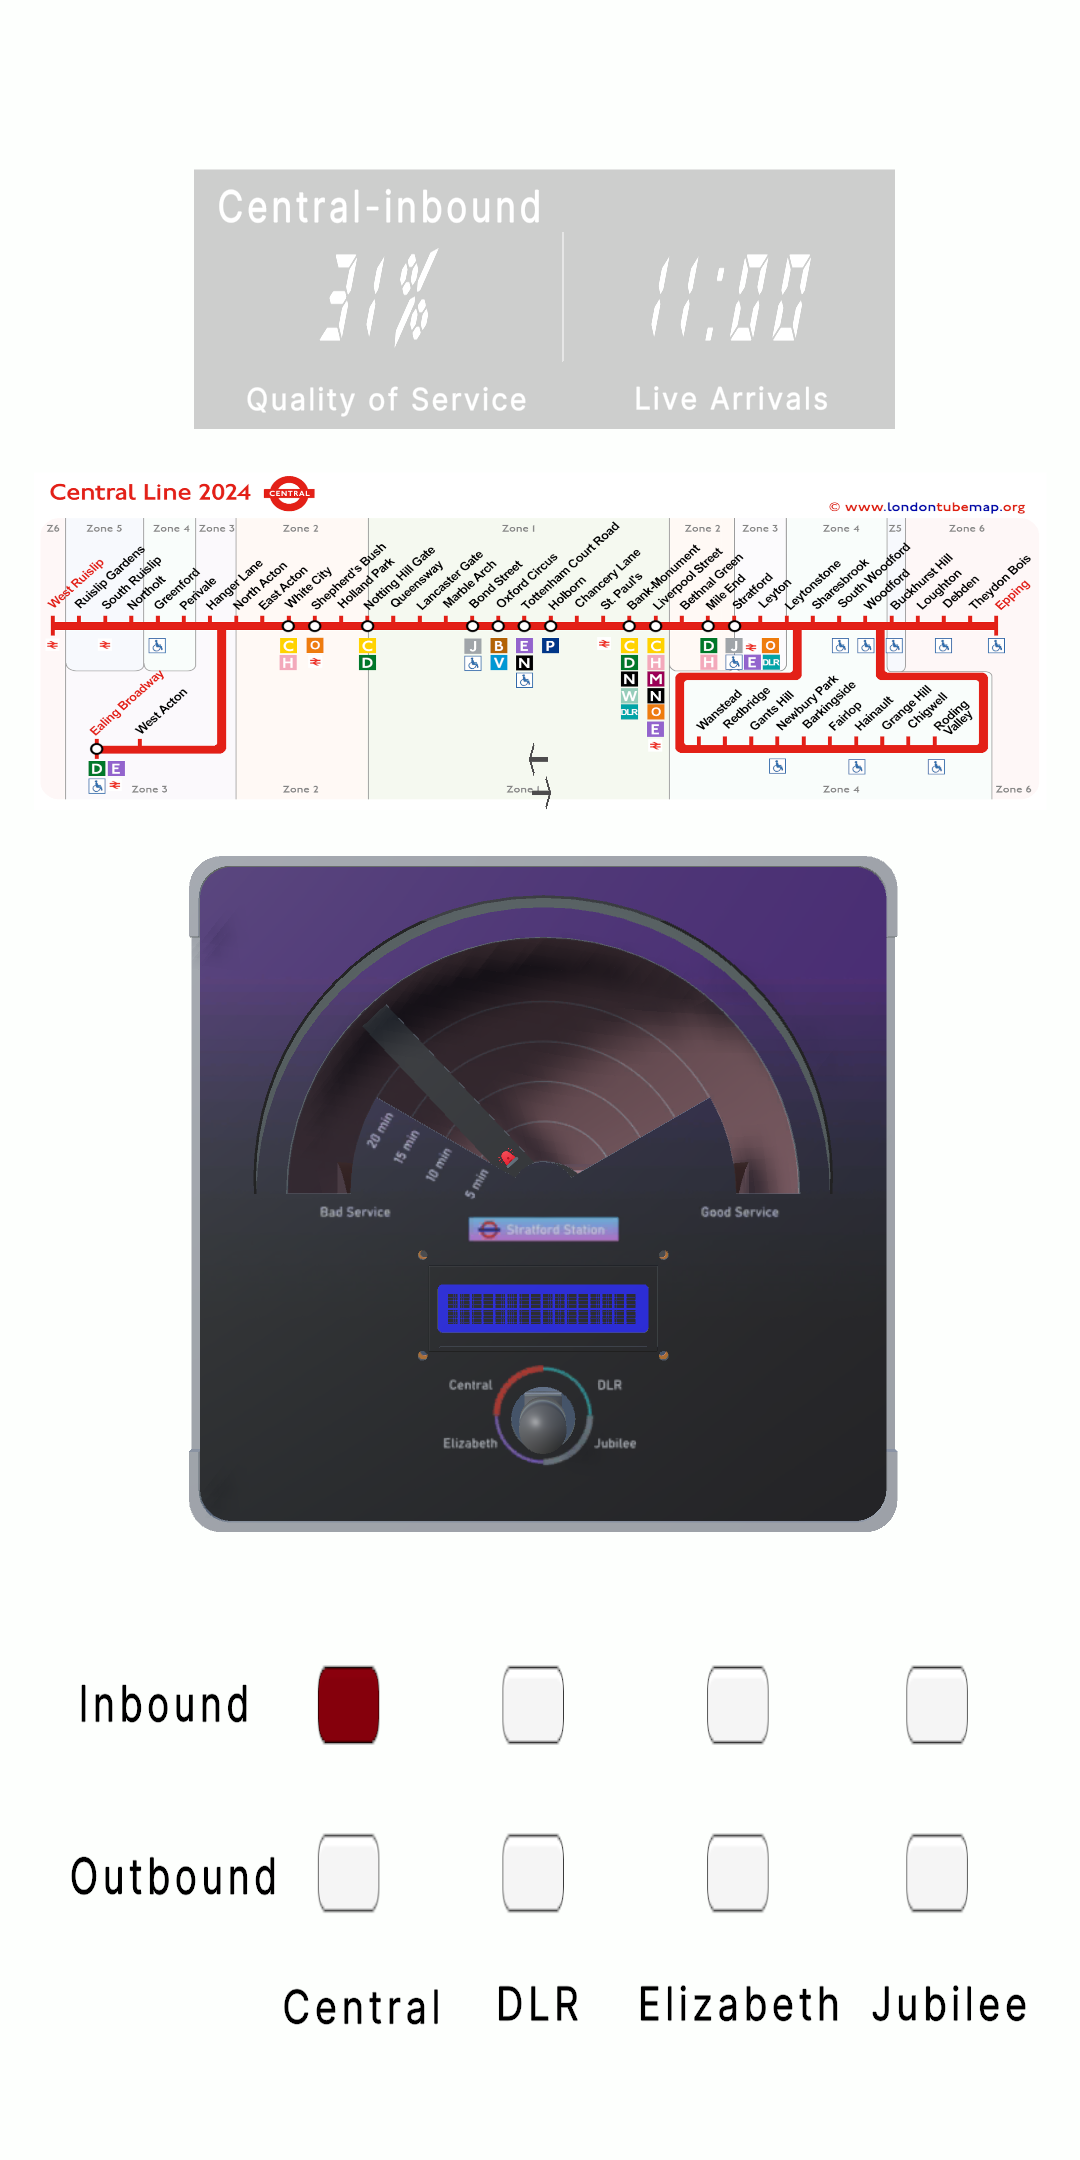 Central-inbound
31%
11:00
Quality of Service
Live Arrivals
Central Line 2024
CENTRAL
© www.londontubemap.org
Z6
Zone 5
Zone 4
Zone 3
Zone 2
Zone 1
Zone 2
Zone 3
Zone 4
Z5
Zone 6
West Ruislip
Ruislip Gardens
South Ruislip
Northolt
Greenford
Perivale
Hanger Lane
North Acton
East Acton
White City
Shepherd's Bush
Holland Park
Notting Hill Gate
Queensway
Lancaster Gate
Marble Arch
Bond Street
Oxford Circus
Tottenham Court Road
Holborn
Chancery Lane
St. Paul's
Bank-Monument
Liverpool Street
Bethnal Green
Mile End
Stratford
Leyton
Leytonstone
Snaresbrook
South Woodford
Woodford
Buckhurst Hill
Loughton
Debden
Theydon Bois
Epping
C
H
O
C
D
J
B
V
E
N
P
C
D
N
W
DLR
C
H
M
N
O
E
D
H
J
E
O
DLR
Ealing Broadway
West Acton
D
E
Wanstead
Redbridge
Gants Hill
Newbury Park
Barkingside
Fairlop
Hainault
Grange Hill
Chigwell
Roding
Valley
Zone 3
Zone 2
Zone 1
Zone 4
Zone 6
20 min
15 min
10 min
5 min
Bad Service
Good Service
Stratford Station
Central
DLR
Elizabeth
Jubilee
Inbound
Outbound
Central
DLR
Elizabeth
Jubilee